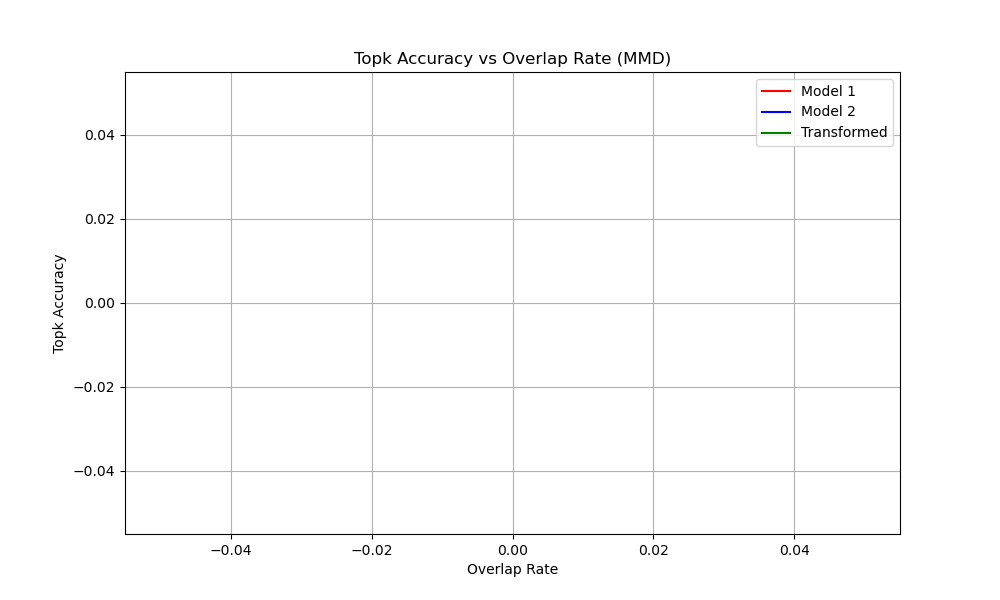 Topk Accuracy vs Overlap Rate (MMD)
Model 1
Model 2
Transformed
Topk Accuracy
0.04
0.02
0.00
−0.02
−0.04
−0.04
−0.02
0.00
0.02
0.04
Overlap Rate